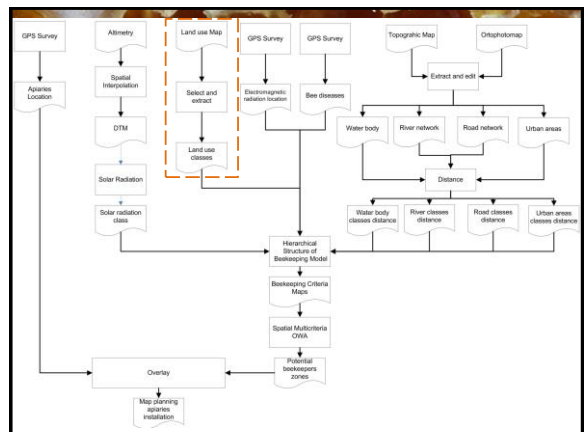 GPS Survey
Altimetry
Land use Map
GPS Survey
GPS Survey
Topograhic Map
Ortophotomap
Spatial
Interpolation
Select and
extract
Extract and edit
Apiaries
Location
Electromagnetic
radiation location
Bee diseases
DTM
Land use
classes
Water body
River network
Road network
Urban areas
Solar Radiation
Distance
Solar radiation
class
Water body
classes distance
River classes
distance
Road classes
distance
Urban areas
classes distance
Hierarchical
Structure of
Beekeeping Model
Beekeeping Criteria
Maps
Spatial Multicriteria
OWA
Overlay
Potential
beekeepers
zones
Map planning
apiaries
installation